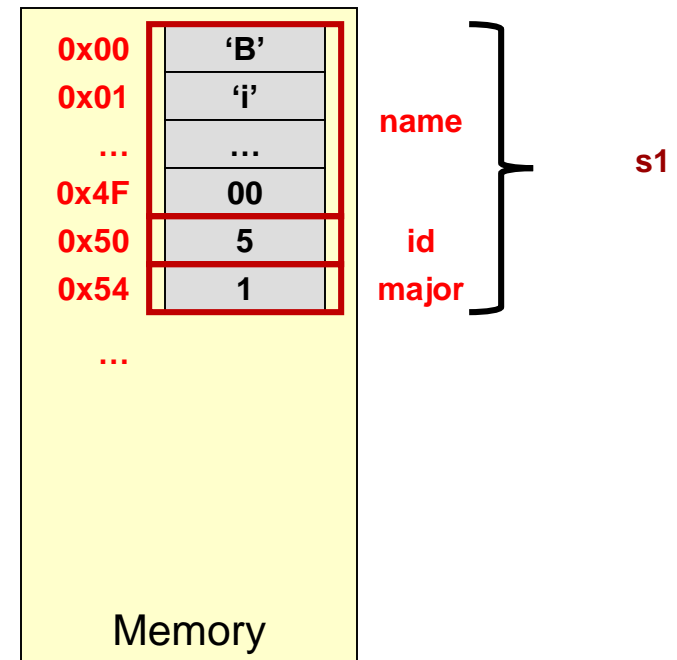 0x00 ‘B’
0x01 ‘i’
name
… …
s1
0x4F 00
0x50 5 id
0x54 1 major
…
Memory